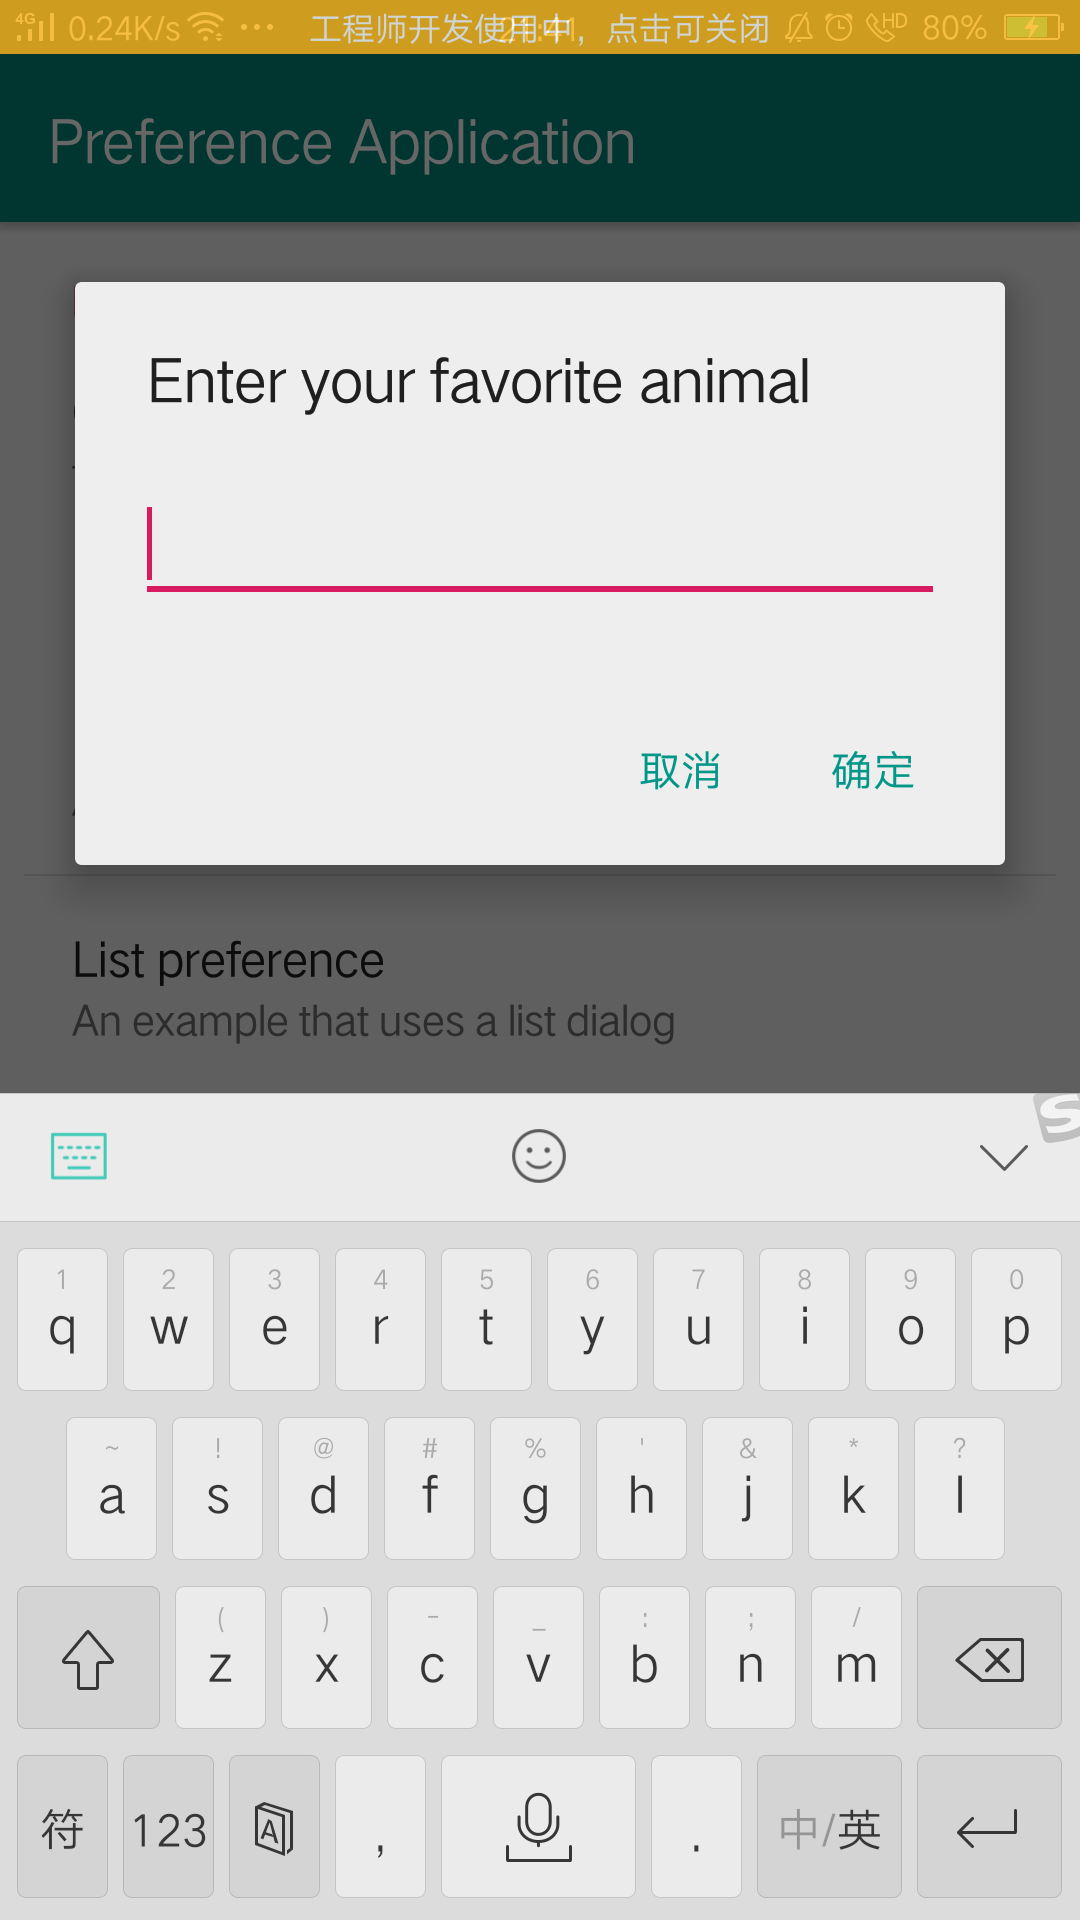 4G 0.24K/s 工程师开发使用中，点击可关闭 HD 80%
Preference Application
Enter your favorite animal
取消 确定
List preference
An example that uses a list dialog
S
1 2 3 4 5 6 7 8 9 0
q w e r t y u i o p
~ ! @ # % ' & * ?
a s d f g h j k l
( ) - _ : ; /
z x c v b n m
符 123 A , . 中/英